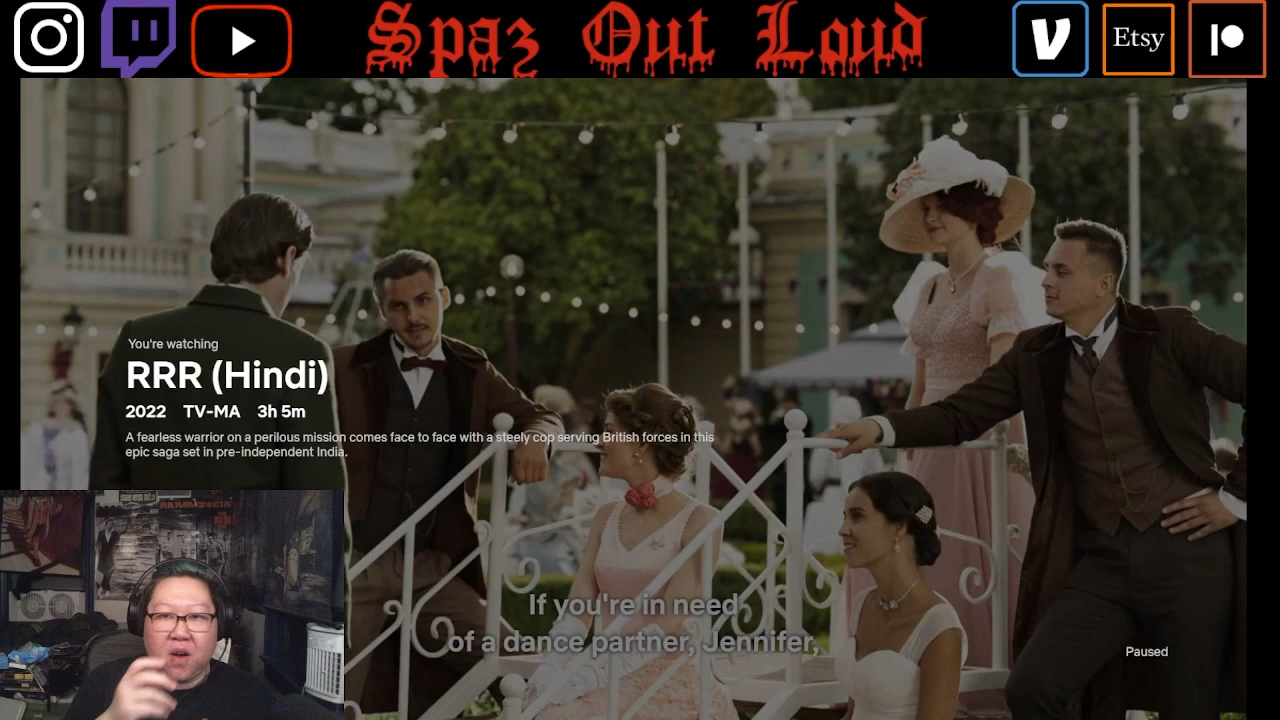 Spaz Out Loud
Etsy
You're watching
RRR (Hindi)
2022 TV-MA 3h 5m
A fearless warrior on a perilous mission comes face to face with a steely cop serving British forces in this
epic saga set in pre-independent India.
RAMMSTEIN
If you're in need
of a dance partner, Jennifer,
Paused